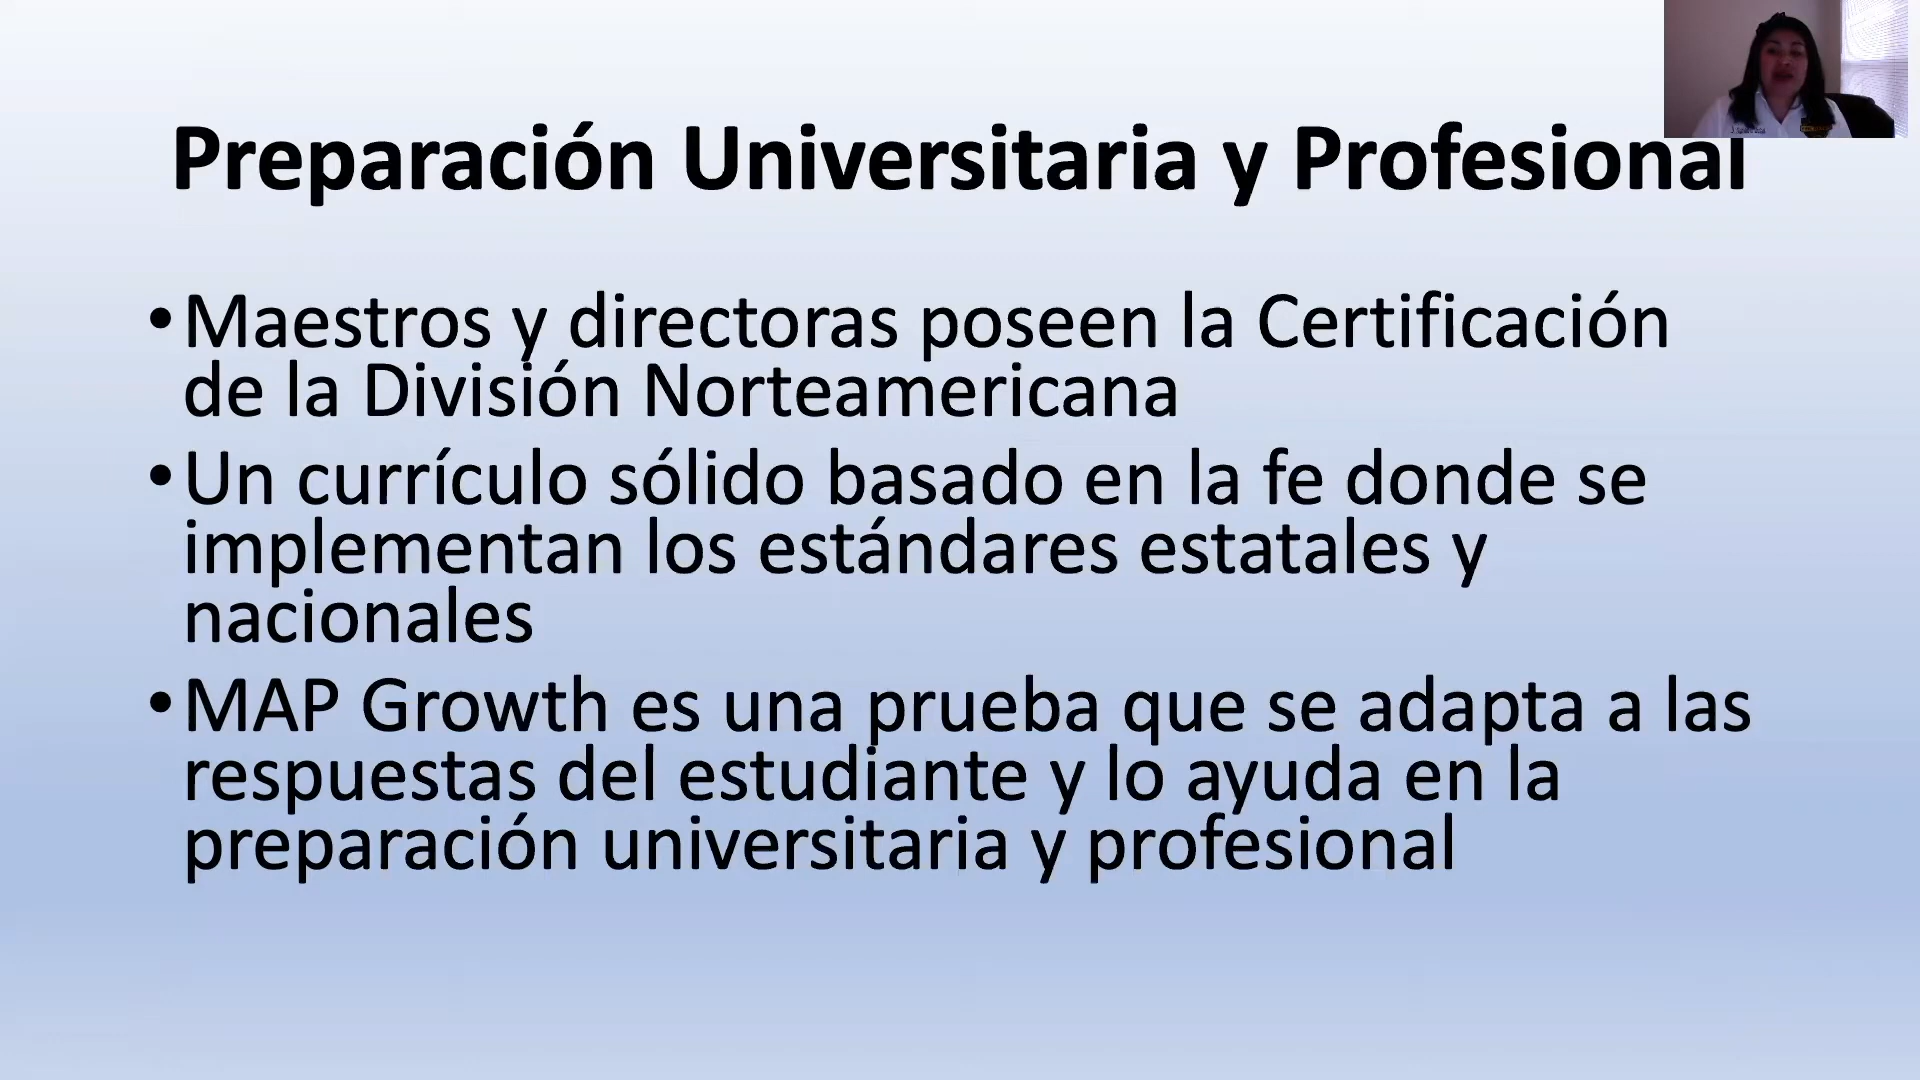 Preparación Universitaria y Profesional
•Maestros y directoras poseen la Certificación
de la División Norteamericana
•Un currículo sólido basado en la fe donde se
implementan los estándares estatales y
nacionales
•MAP Growth es una prueba que se adapta a las
respuestas del estudiante y lo ayuda en la
preparación universitaria y profesional